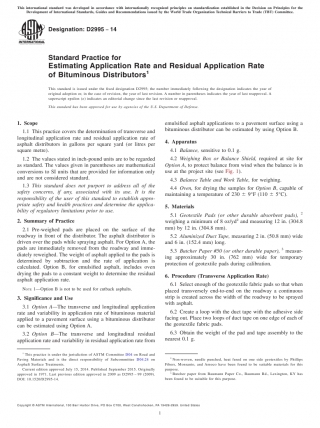 This international standard was developed in accordance with internationally recognized principles on standardization established in the Decision on Principles for the
Development of International Standards, Guides and Recommendations issued by the World Trade Organization Technical Barriers to Trade (TBT) Committee.
Designation: D2995 − 14
Standard Practice for
Estimating Application Rate and Residual Application Rate
of Bituminous Distributors¹
This standard is issued under the fixed designation D2995; the number immediately following the designation indicates the year of
original adoption or, in the case of revision, the year of last revision. A number in parentheses indicates the year of last reapproval. A
superscript epsilon (ε) indicates an editorial change since the last revision or reapproval.
This standard has been approved for use by agencies of the U.S. Department of Defense.
1. Scope
1.1 This practice covers the determination of transverse and
longitudinal application rate and residual application rate of
asphalt distributors in gallons per square yard (or litres per
square metre).
1.2 The values stated in inch-pound units are to be regarded
as standard. The values given in parentheses are mathematical
conversions to SI units that are provided for information only
and are not considered standard.
1.3 This standard does not purport to address all of the
safety concerns, if any, associated with its use. It is the
responsibility of the user of this standard to establish appro-
priate safety and health practices and determine the applica-
bility of regulatory limitations prior to use.
2. Summary of Practice
2.1 Pre-weighed pads are placed on the surface of the
roadway in front of the distributor. The asphalt distributor is
driven over the pads while spraying asphalt. For Option A, the
pads are immediately removed from the roadway and imme-
diately reweighed. The weight of asphalt applied to the pads is
determined by subtraction and the rate of application is
calculated. Option B, for emulsified asphalt, includes oven
drying the pads to a constant weight to determine the residual
asphalt application rate.
NOTE 1—Option B is not to be used for cutback asphalts.
3. Significance and Use
3.1 Option A—The transverse and longitudinal application
rate and variability in application rate of bituminous material
applied to a pavement surface using a bituminous distributor
can be estimated using Option A.
3.2 Option B—The transverse and longitudinal residual
application rate and variability in residual application rate from
¹ This practice is under the jurisdiction of ASTM Committee D04 on Road and
Paving Materials and is the direct responsibility of Subcommittee D04.24 on
Asphalt Surface Treatments.
Current edition approved July 15, 2014. Published September 2015. Originally
approved in 1971. Last previous edition approved in 2009 as D2995 – 99 (2009).
DOI: 10.1520/D2995-14.
emulsified asphalt applications to a pavement surface using a
bituminous distributor can be estimated by using Option B.
4. Apparatus
4.1 Balance, sensitive to 0.1 g.
4.2 Weighing Box or Balance Shield, required at site for
Option A, to protect balance from wind when the balance is in
use at the project site (see Fig. 1).
4.3 Balance Table and Work Table, for weighing.
4.4 Oven, for drying the samples for Option B, capable of
maintaining a temperature of 230 ± 9°F (110 ± 5°C).
5. Materials
5.1 Geotextile Pads (or other durable absorbent pads), ²
weighing a minimum of 8 oz/yd² and measuring 12 in. (304.8
mm) by 12 in. (304.8 mm).
5.2 Aluminized Duct Tape, measuring 2 in. (50.8 mm) wide
and 6 in. (152.4 mm) long.
5.3 Backer Paper 450 (or other durable paper), ³ measur-
ing approximately 30 in. (762 mm) wide for temporary
protection of geotextile pads during calibration.
6. Procedure (Transverse Application Rate)
6.1 Select enough of the geotextile fabric pads so that when
placed transversely end-to-end on the roadway a continuous
strip is created across the width of the roadway to be sprayed
with asphalt.
6.2 Create a loop with the duct tape with the adhesive side
facing out. Place two loops of duct tape on one edge of each of
the geotextile fabric pads.
6.3 Obtain the weight of the pad and tape assembly to the
nearest 0.1 g.
² Nonwoven, needle punched, heat fused on one side geotextiles by Phillips
Fibers, Monsanto, and Amoco have been found to be suitable materials for this
purpose.
³ Backer paper from Baumann Paper Co., Baumann Rd., Lexington, KY has
been found to be suitable for this purpose.
1